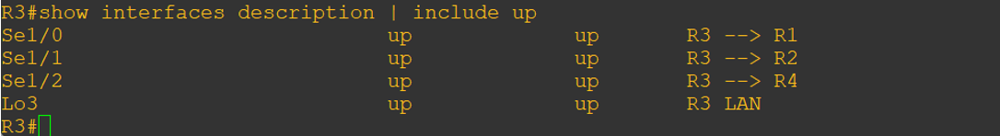 R3#show interfaces description | include up
Se1/0 up up R3 --> R1
Se1/1 up up R3 --> R2
Se1/2 up up R3 --> R4
Lo3 up up R3 LAN
R3#